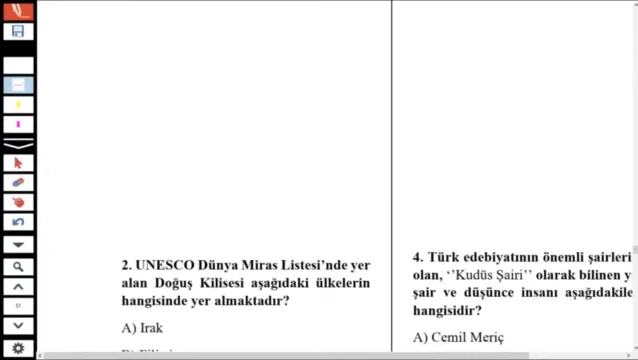 2. UNESCO Dünya Miras Listesi’nde yer
alan Doğuş Kilisesi aşağıdaki ülkelerin
hangisinde yer almaktadır?
A) Irak
4. Türk edebiyatının önemli şairleri
olan, ‘’Kudüs Şairi’’ olarak bilinen y
şair ve düşünce insanı aşağıdakile
hangisidir?
A) Cemil Meriç